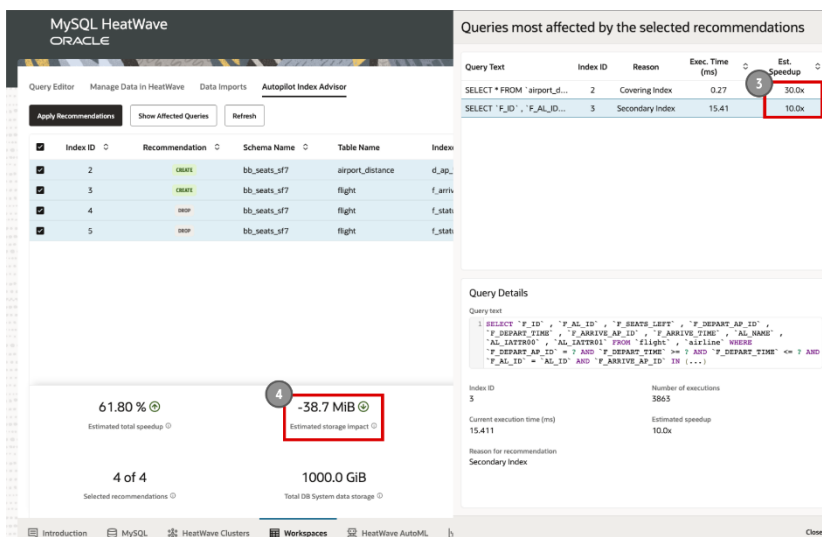 MySQL HeatWave
ORACLE
Query Editor Manage Data in HeatWave Data Imports Autopilot Index Advisor
Apply Recommendations Show Affected Queries Refresh
Index ID Recommendation Schema Name Table Name
2 CREATE bb_seats_sf7 airport_distance
3 CREATE bb_seats_sf7 flight
4 DROP bb_seats_sf7 flight
5 DROP bb_seats_sf7 flight
61.80 %
Estimated total speedup
4
-38.7 MiB
Estimated storage impact
4 of 4
Selected recommendations
1000.0 GiB
Total DB System data storage
Introduction MySQL HeatWave Clusters Workspaces HeatWave AutoML
Queries most affected by the selected recommendations
Query Text Index ID Reason Exec. Time (ms) Est. Speedup
3
SELECT * FROM `airport_d... 2 Covering Index 0.27 30.0x
SELECT `F_ID` , `F_AL_ID... 3 Secondary Index 15.41 10.0x
Query Details
Query text
1 SELECT `F_ID` , `F_AL_ID` , `F_SEATS_LEFT` , `F_DEPART_AP_ID` ,
`F_DEPART_TIME` , `F_ARRIVE_AP_ID` , `F_ARRIVE_TIME` , `AL_NAME` ,
`AL_IATTR00` , `AL_IATTR01` FROM `flight` , `airline` WHERE
`F_DEPART_AP_ID` = ? AND `F_DEPART_TIME` >= ? AND `F_DEPART_TIME` <= ? AND
`F_AL_ID` = `AL_ID` AND `F_ARRIVE_AP_ID` IN (...)
Index ID
3
Number of executions
3863
Current execution time (ms)
15.411
Estimated speedup
10.0x
Reason for recommendation
Secondary Index
Close